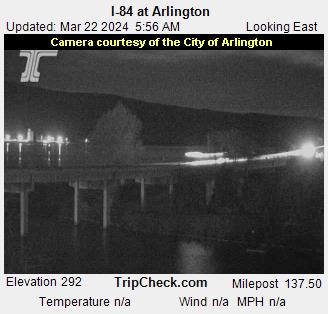 I-84 at Arlington
Updated: Mar 22 2024 5:56 AM Looking East
Camera courtesy of the City of Arlington
Elevation 292 TripCheck.com Milepost 137.50
Temperature n/a Wind n/a MPH n/a